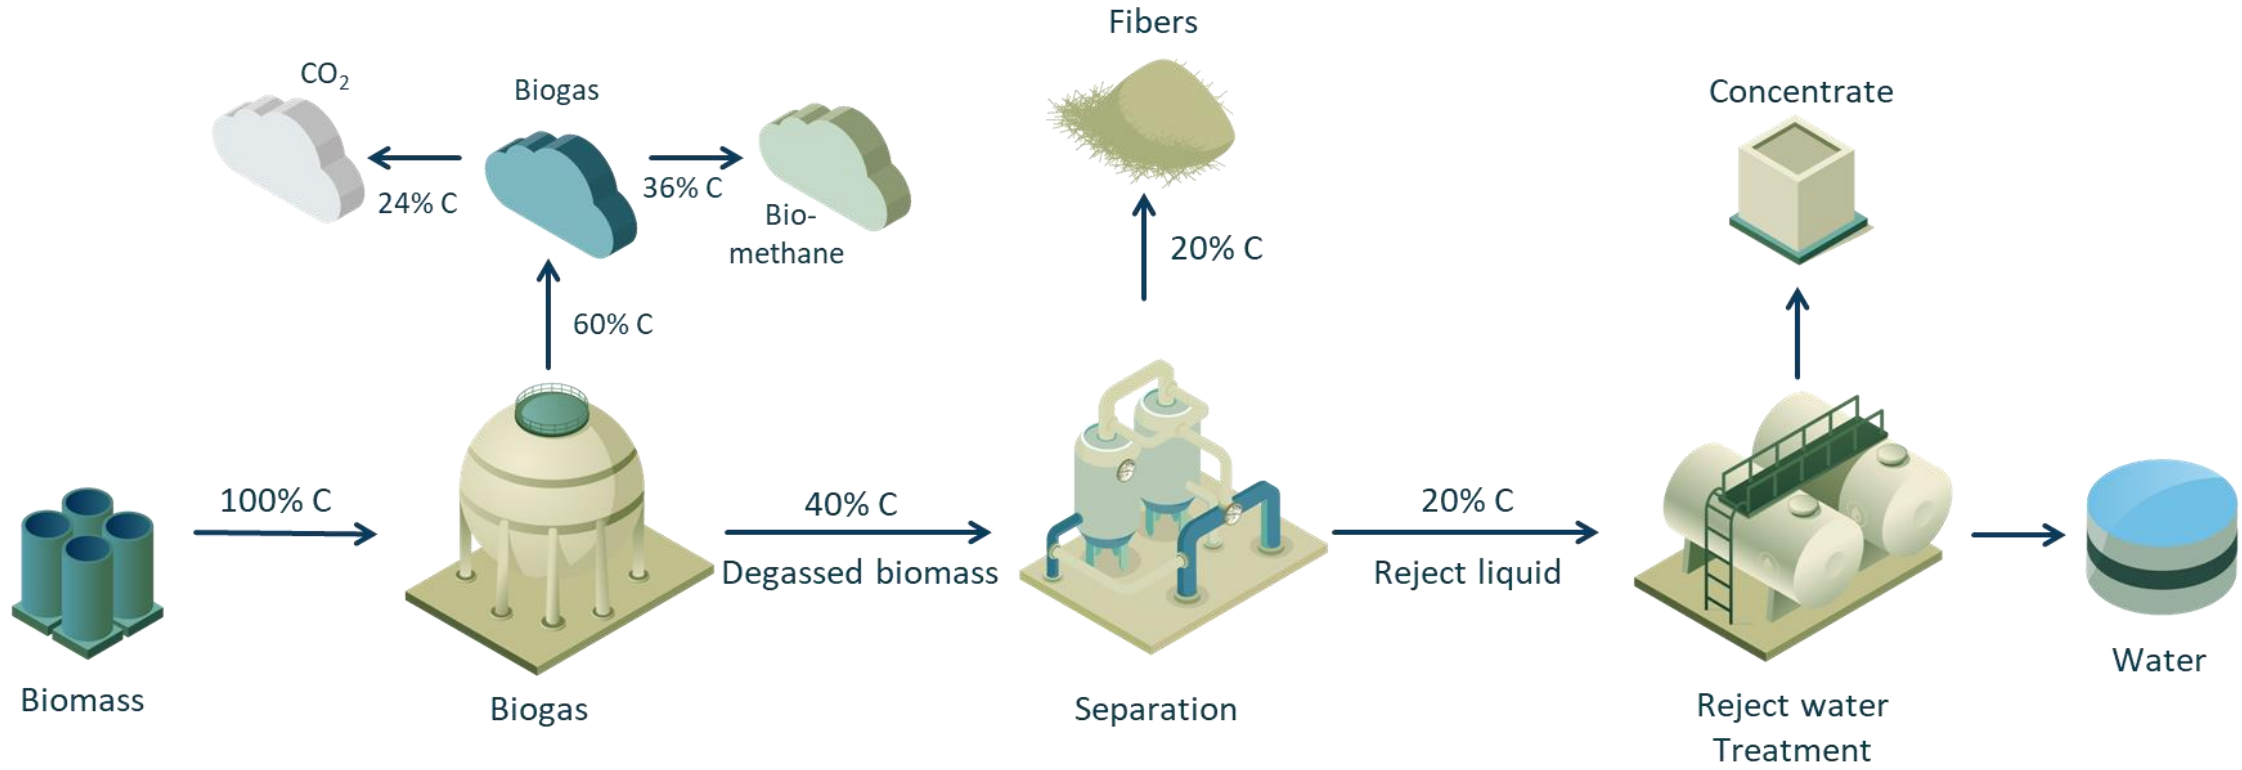 Fibers
CO₂
Biogas
Concentrate
24% C
36% C
Bio-
methane
20% C
60% C
100% C
40% C
20% C
Degassed biomass
Reject liquid
Biomass
Biogas
Separation
Reject water
Treatment
Water